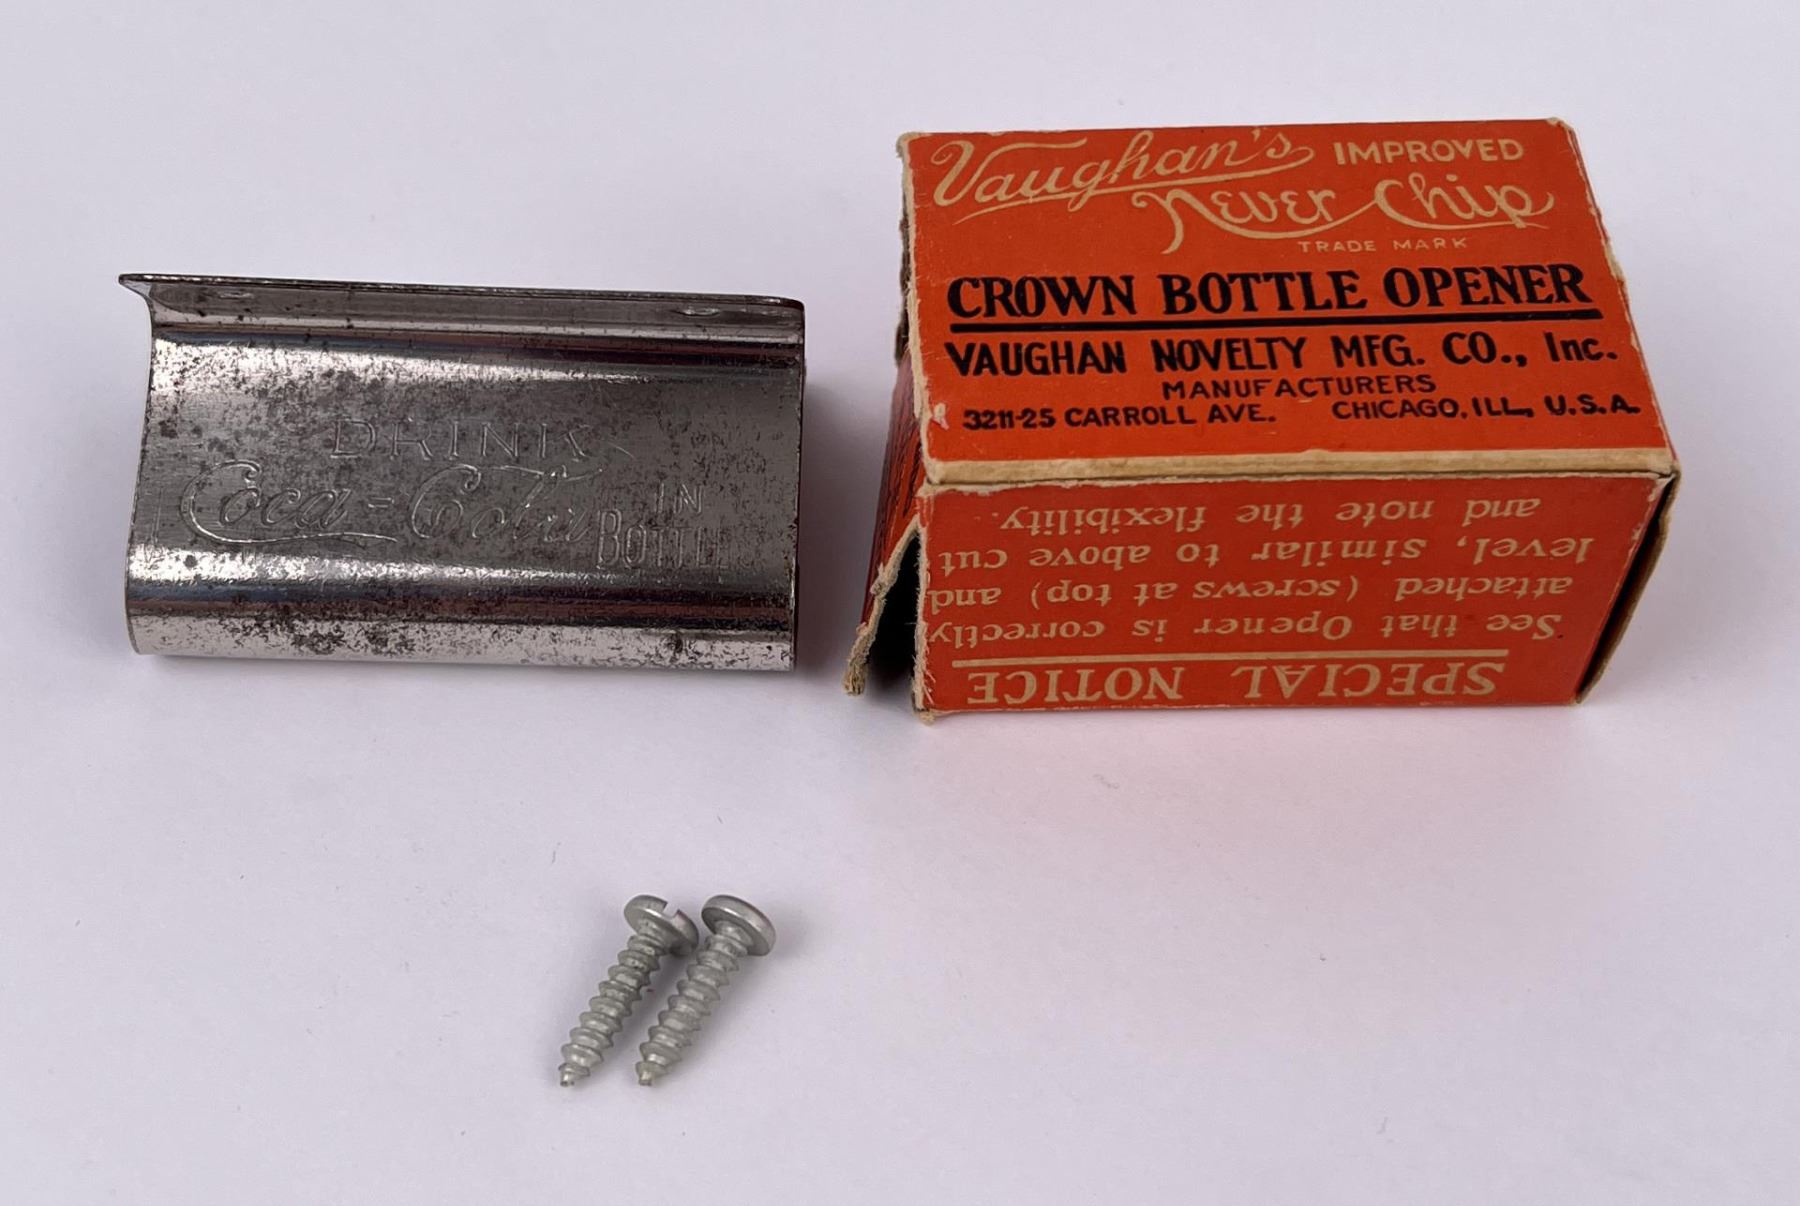 DRINK
Coca-Cola IN
BOTTLES
Vaughan's IMPROVED
Never Chip
TRADE MARK
CROWN BOTTLE OPENER
VAUGHAN NOVELTY MFG. CO., Inc.
MANUFACTURERS
3211-25 CARROLL AVE. CHICAGO, ILL., U.S.A.
SPECIAL NOTICE
See that Opener is correctly
attached (screws at top) and
level, similar to above cut
and note the flexibility.